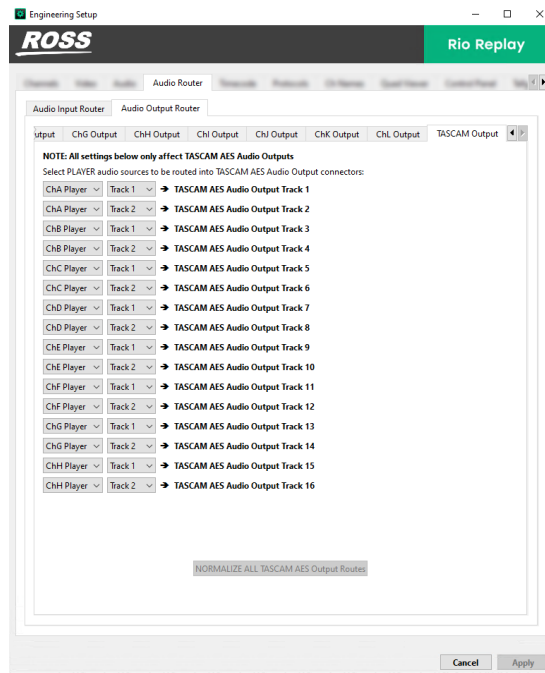 Engineering Setup
ROSS
Rio Replay
Audio Router
Audio Input Router Audio Output Router
utput ChG Output ChH Output ChI Output ChJ Output ChK Output ChL Output TASCAM Output
NOTE: All settings below only affect TASCAM AES Audio Outputs
Select PLAYER audio sources to be routed into TASCAM AES Audio Output connectors:
ChA Player Track 1 ➔ TASCAM AES Audio Output Track 1
ChA Player Track 2 ➔ TASCAM AES Audio Output Track 2
ChB Player Track 1 ➔ TASCAM AES Audio Output Track 3
ChB Player Track 2 ➔ TASCAM AES Audio Output Track 4
ChC Player Track 1 ➔ TASCAM AES Audio Output Track 5
ChC Player Track 2 ➔ TASCAM AES Audio Output Track 6
ChD Player Track 1 ➔ TASCAM AES Audio Output Track 7
ChD Player Track 2 ➔ TASCAM AES Audio Output Track 8
ChE Player Track 1 ➔ TASCAM AES Audio Output Track 9
ChE Player Track 2 ➔ TASCAM AES Audio Output Track 10
ChF Player Track 1 ➔ TASCAM AES Audio Output Track 11
ChF Player Track 2 ➔ TASCAM AES Audio Output Track 12
ChG Player Track 1 ➔ TASCAM AES Audio Output Track 13
ChG Player Track 2 ➔ TASCAM AES Audio Output Track 14
ChH Player Track 1 ➔ TASCAM AES Audio Output Track 15
ChH Player Track 2 ➔ TASCAM AES Audio Output Track 16
NORMALIZE ALL TASCAM AES Output Routes
Cancel Apply